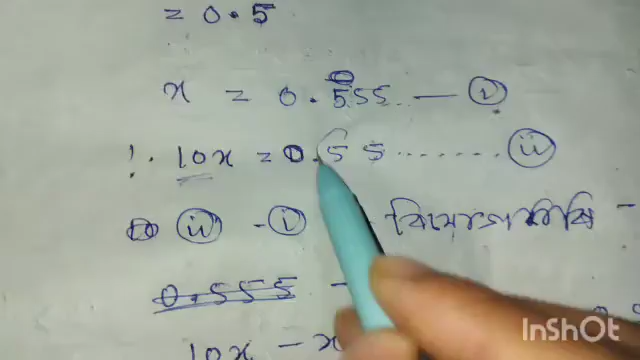 = 0.5
x = 0.555... — (i)
∴ 10x = 0.55....... (ii)
(ii) - (i)
0.555 -
10x - x
InShOt